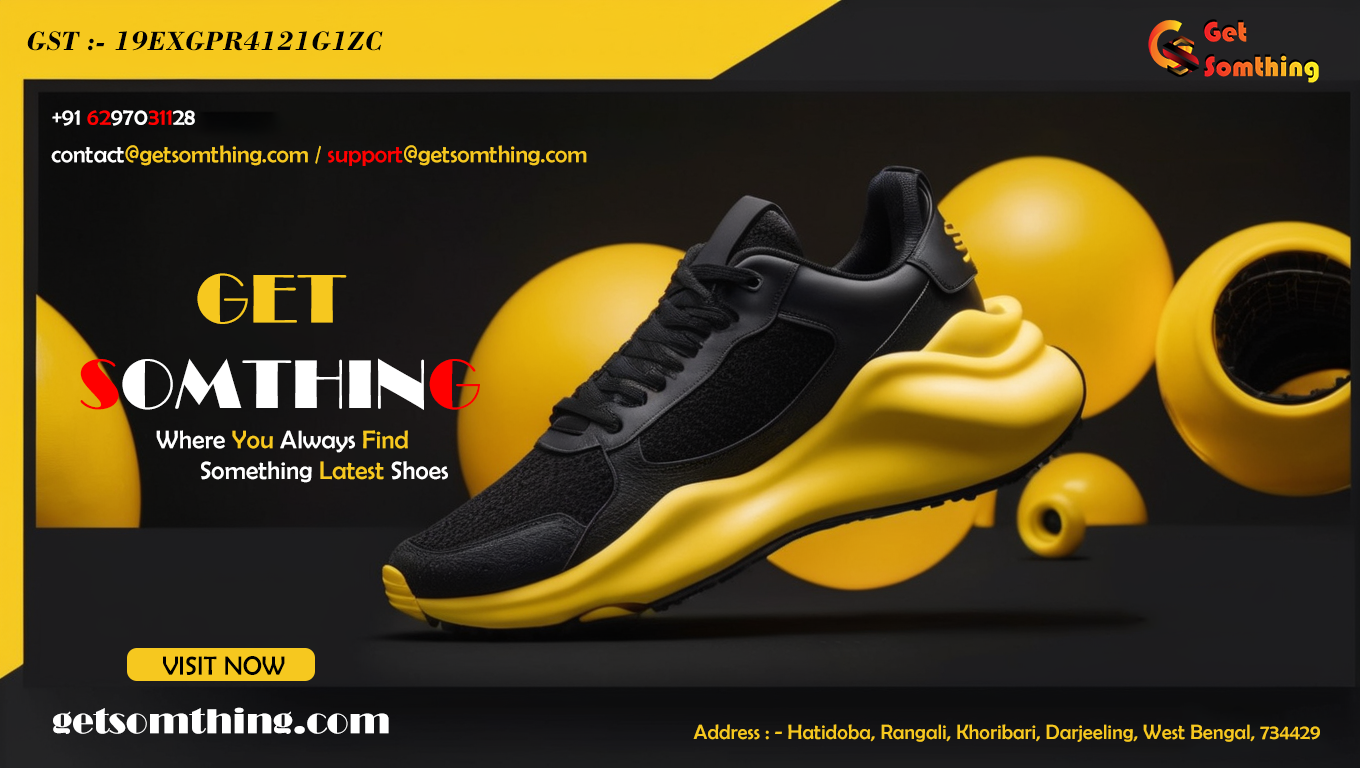 GST :- 19EXGPR4121G1ZC
Get
Somthing
+91 6297031128
contact@getsomthing.com / support@getsomthing.com
GET
SOMTHING
Where You Always Find
Something Latest Shoes
VISIT NOW
getsomthing.com
Address : - Hatidoba, Rangali, Khoribari, Darjeeling, West Bengal, 734429